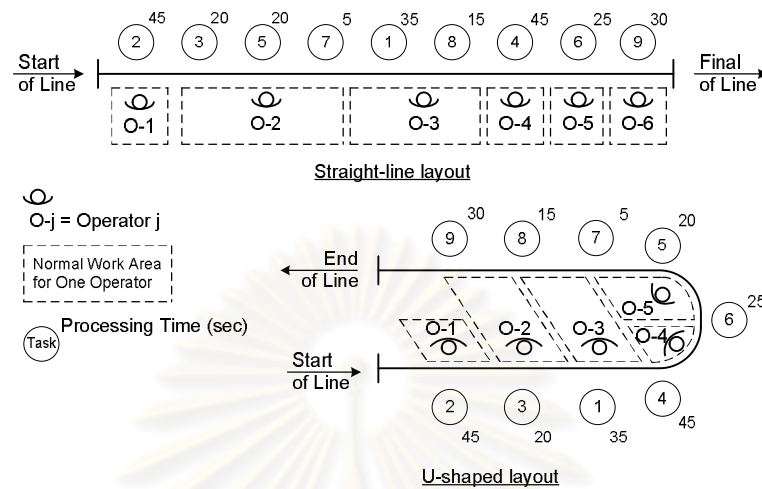 45 20 20 5 35 15 45 25 30
2 3 5 7 1 8 4 6 9
Start
of Line
Final
of Line
O-1 O-2 O-3 O-4 O-5 O-6
Straight-line layout
O-j = Operator j
Normal Work Area
for One Operator
Task
Processing Time (sec)
30 15 5 20
9 8 7 5
End
of Line
25
6
O-5
O-1 O-2 O-3 O-4
Start
of Line
2 3 1 4
45 20 35 45
U-shaped layout